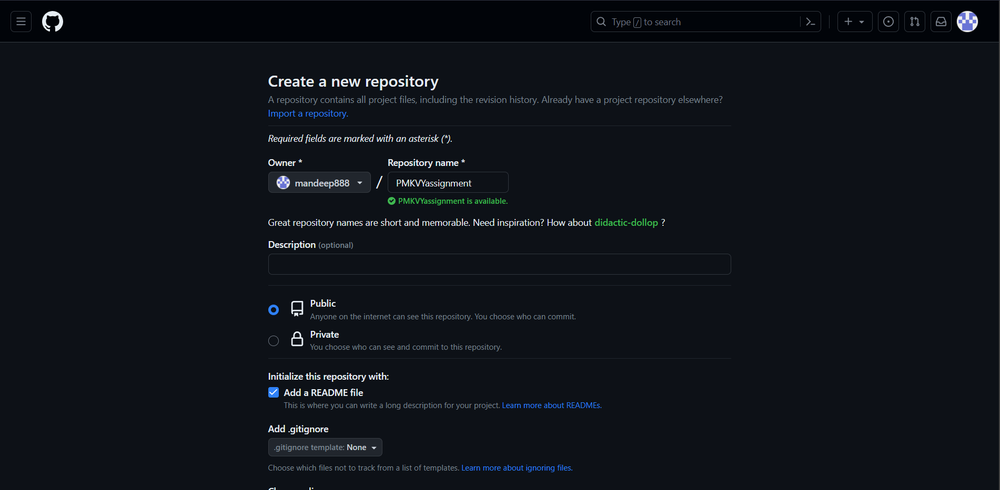 Type / to search
Create a new repository
A repository contains all project files, including the revision history. Already have a project repository elsewhere?
Import a repository.
Required fields are marked with an asterisk (*).
Owner *
Repository name *
mandeep888
/
PMKVYassignment
PMKVYassignment is available.
Great repository names are short and memorable. Need inspiration? How about didactic-dollop ?
Description (optional)
Public
Anyone on the internet can see this repository. You choose who can commit.
Private
You choose who can see and commit to this repository.
Initialize this repository with:
Add a README file
This is where you can write a long description for your project. Learn more about READMEs.
Add .gitignore
.gitignore template: None
Choose which files not to track from a list of templates. Learn more about ignoring files.